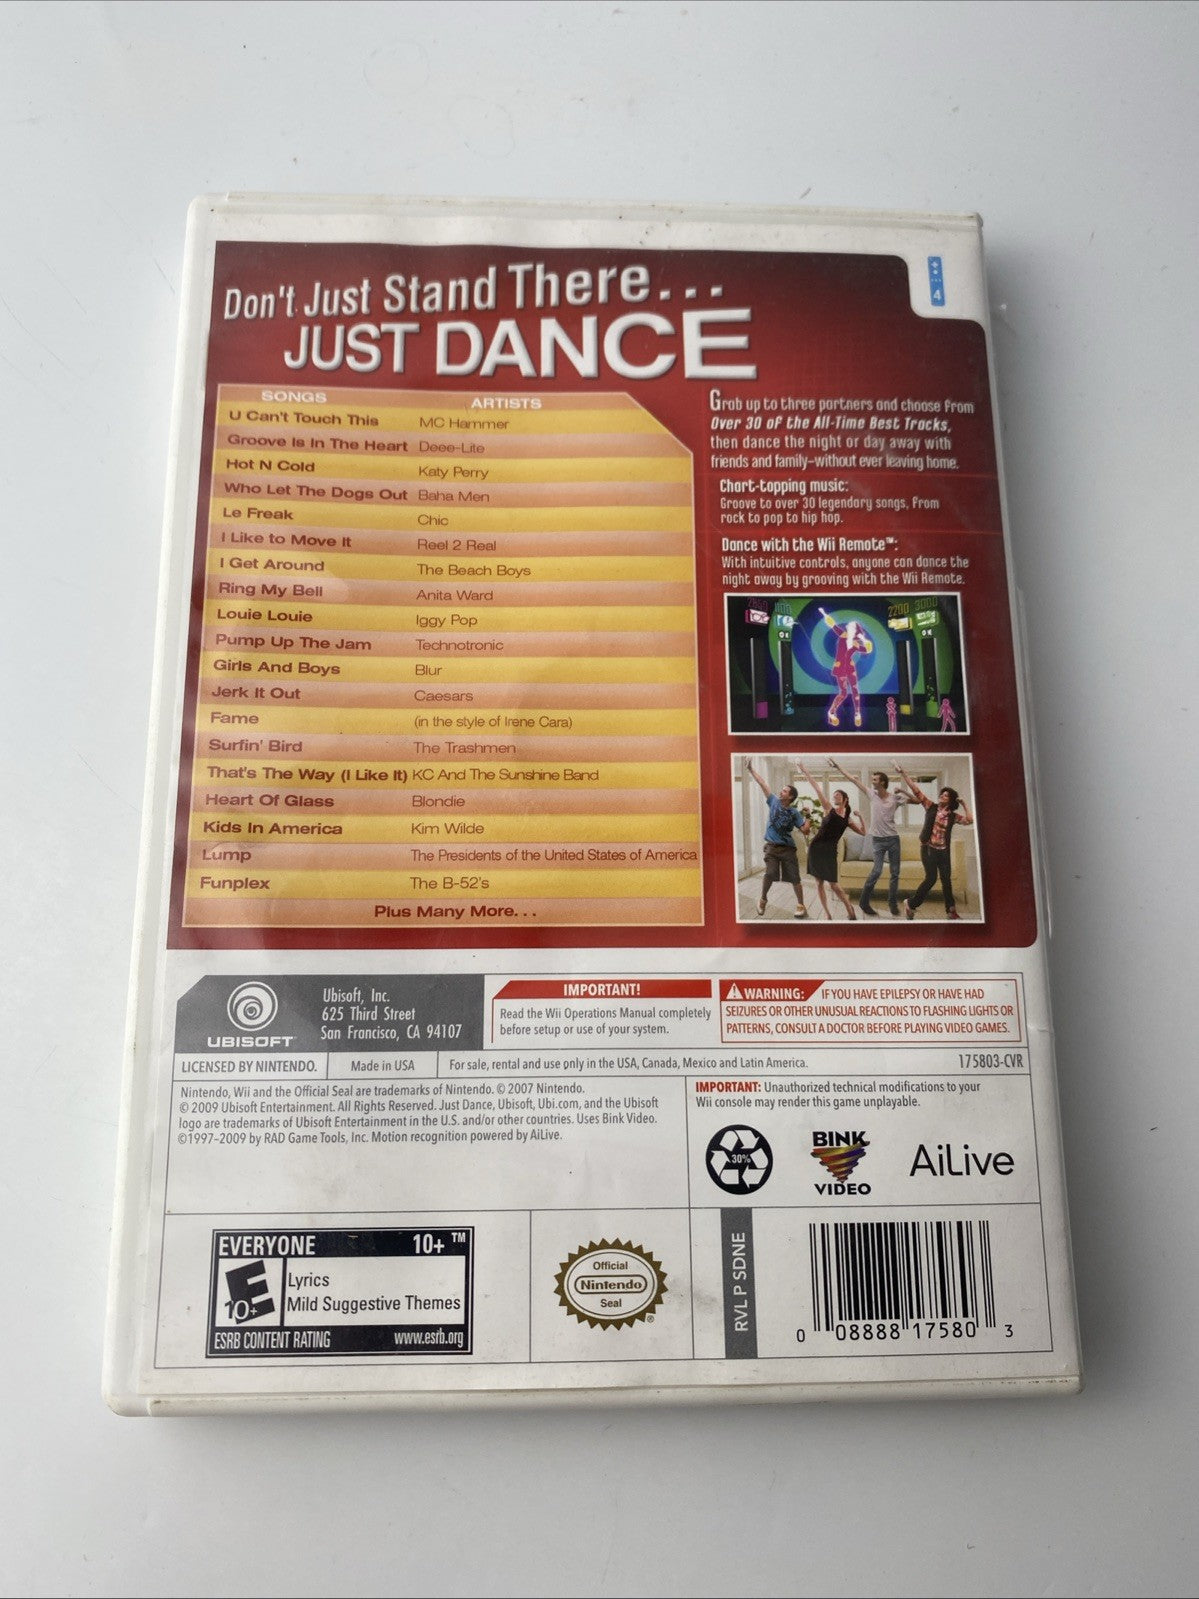 Don't Just Stand There...
JUST DANCE
4
SONGS ARTISTS
U Can't Touch This MC Hammer
Groove Is In The Heart Deee-Lite
Hot N Cold Katy Perry
Who Let The Dogs Out Baha Men
Le Freak Chic
I Like to Move It Reel 2 Real
I Get Around The Beach Boys
Ring My Bell Anita Ward
Louie Louie Iggy Pop
Pump Up The Jam Technotronic
Girls And Boys Blur
Jerk It Out Caesars
Fame (in the style of Irene Cara)
Surfin' Bird The Trashmen
That's The Way (I Like It) KC And The Sunshine Band
Heart Of Glass Blondie
Kids In America Kim Wilde
Lump The Presidents of the United States of America
Funplex The B-52's
Plus Many More...
Grab up to three partners and choose from
Over 30 of the All-Time Best Tracks,
then dance the night or day away with
friends and family–without ever leaving home.
Chart-topping music:
Groove to over 30 legendary songs, from
rock to pop to hip hop.
Dance with the Wii Remote™:
With intuitive controls, anyone can dance the
night away by grooving with the Wii Remote.
2200 3000
UBISOFT
Ubisoft, Inc.
625 Third Street
San Francisco, CA 94107
IMPORTANT!
Read the Wii Operations Manual completely
before setup or use of your system.
WARNING: IF YOU HAVE EPILEPSY OR HAVE HAD
SEIZURES OR OTHER UNUSUAL REACTIONS TO FLASHING LIGHTS OR
PATTERNS, CONSULT A DOCTOR BEFORE PLAYING VIDEO GAMES.
LICENSED BY NINTENDO. Made in USA For sale, rental and use only in the USA, Canada, Mexico and Latin America. 175803-CVR
Nintendo, Wii and the Official Seal are trademarks of Nintendo. © 2007 Nintendo.
© 2009 Ubisoft Entertainment. All Rights Reserved. Just Dance, Ubisoft, Ubi.com, and the Ubisoft
logo are trademarks of Ubisoft Entertainment in the U.S. and/or other countries. Uses Bink Video.
©1997–2009 by RAD Game Tools, Inc. Motion recognition powered by AiLive.
IMPORTANT: Unauthorized technical modifications to your
Wii console may render this game unplayable.
30%
BINK
VIDEO
AiLive
EVERYONE 10+ ™
E
10+
Lyrics
Mild Suggestive Themes
ESRB CONTENT RATING www.esrb.org
Official
Nintendo
Seal
®
RVL P SDNE
0 08888 17580 3